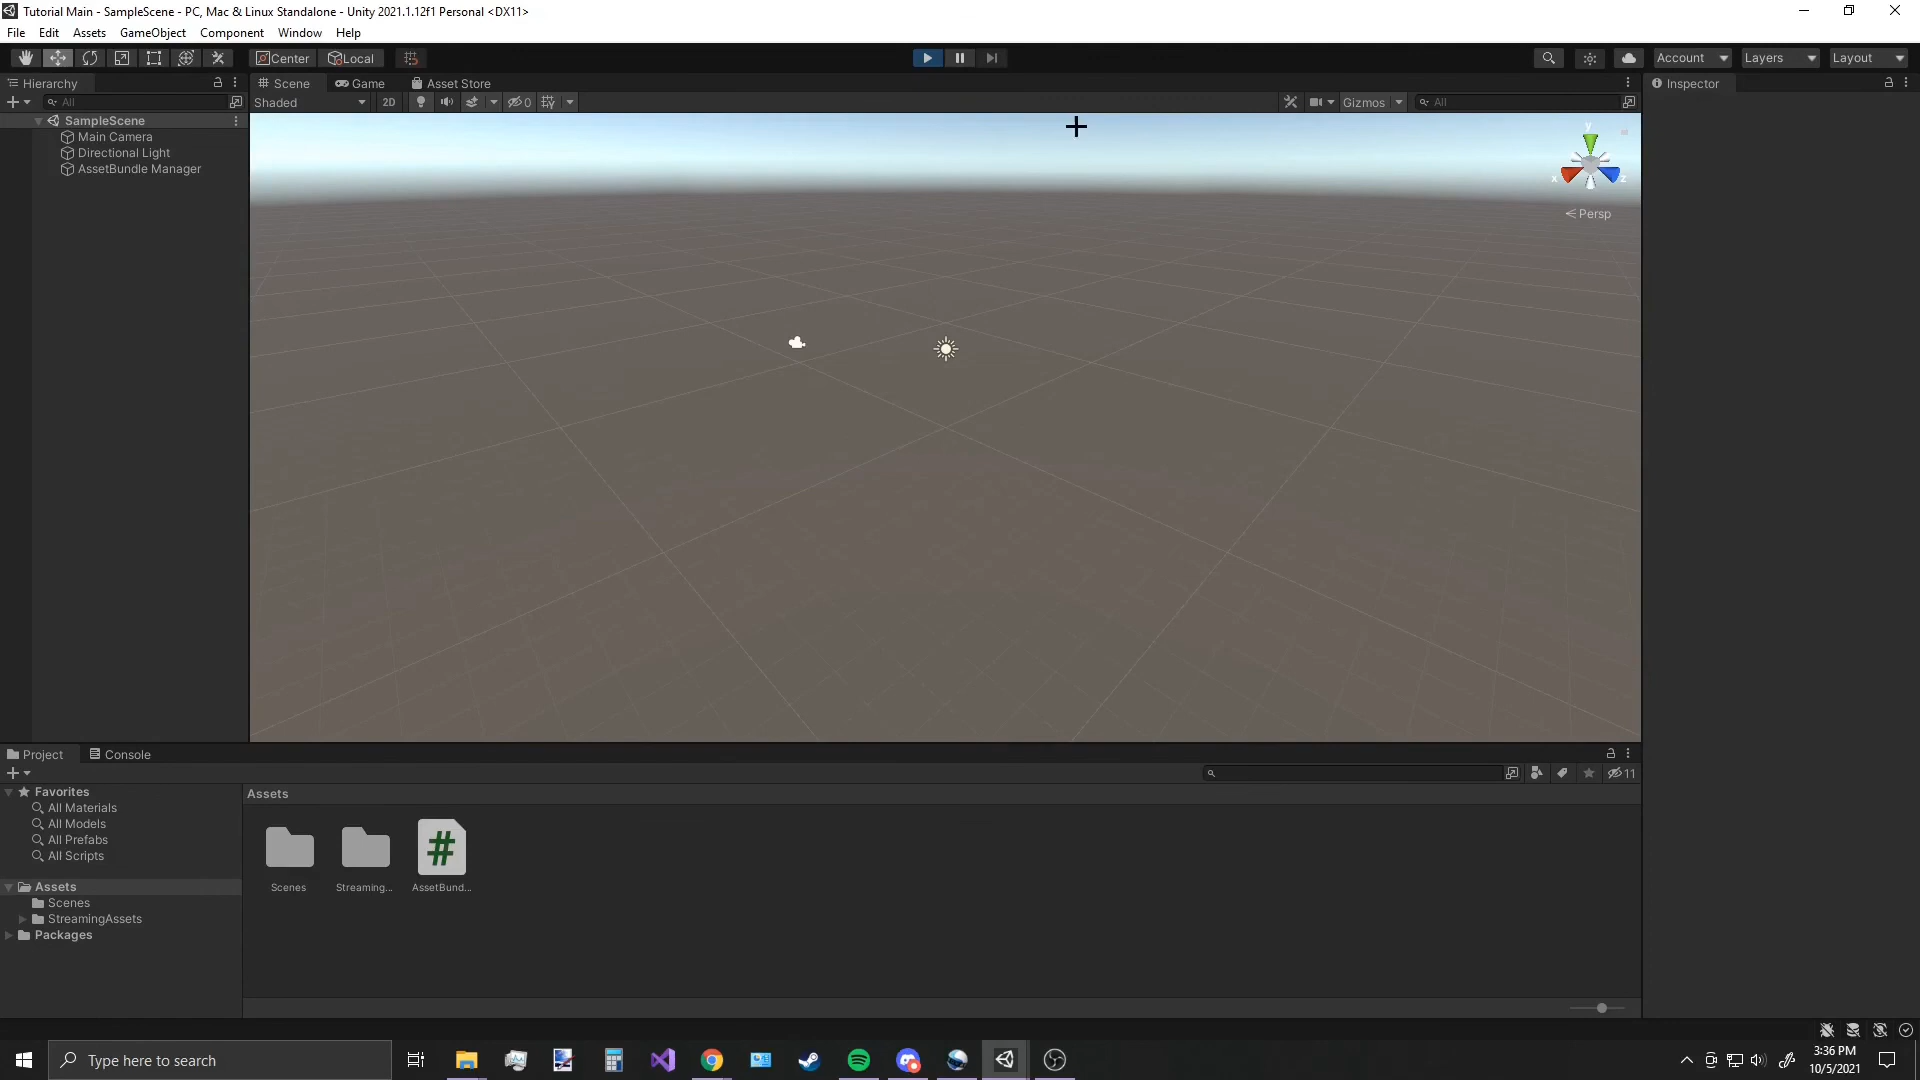 Tutorial Main - SampleScene - PC, Mac & Linux Standalone - Unity 2021.1.12f1 Personal <DX11>
File Edit Assets GameObject Component Window Help
Center Local Account Layers Layout
Hierarchy Scene Game Asset Store Inspector
All Shaded 2D 0 Gizmos All
SampleScene
Main Camera
Directional Light
AssetBundle Manager
y
x z
Persp
Project Console
11
Favorites
All Materials
All Models
All Prefabs
All Scripts
Assets
Scenes
StreamingAssets
Packages
Assets
#
Scenes Streaming... AssetBund...
Type here to search
3:36 PM
10/5/2021